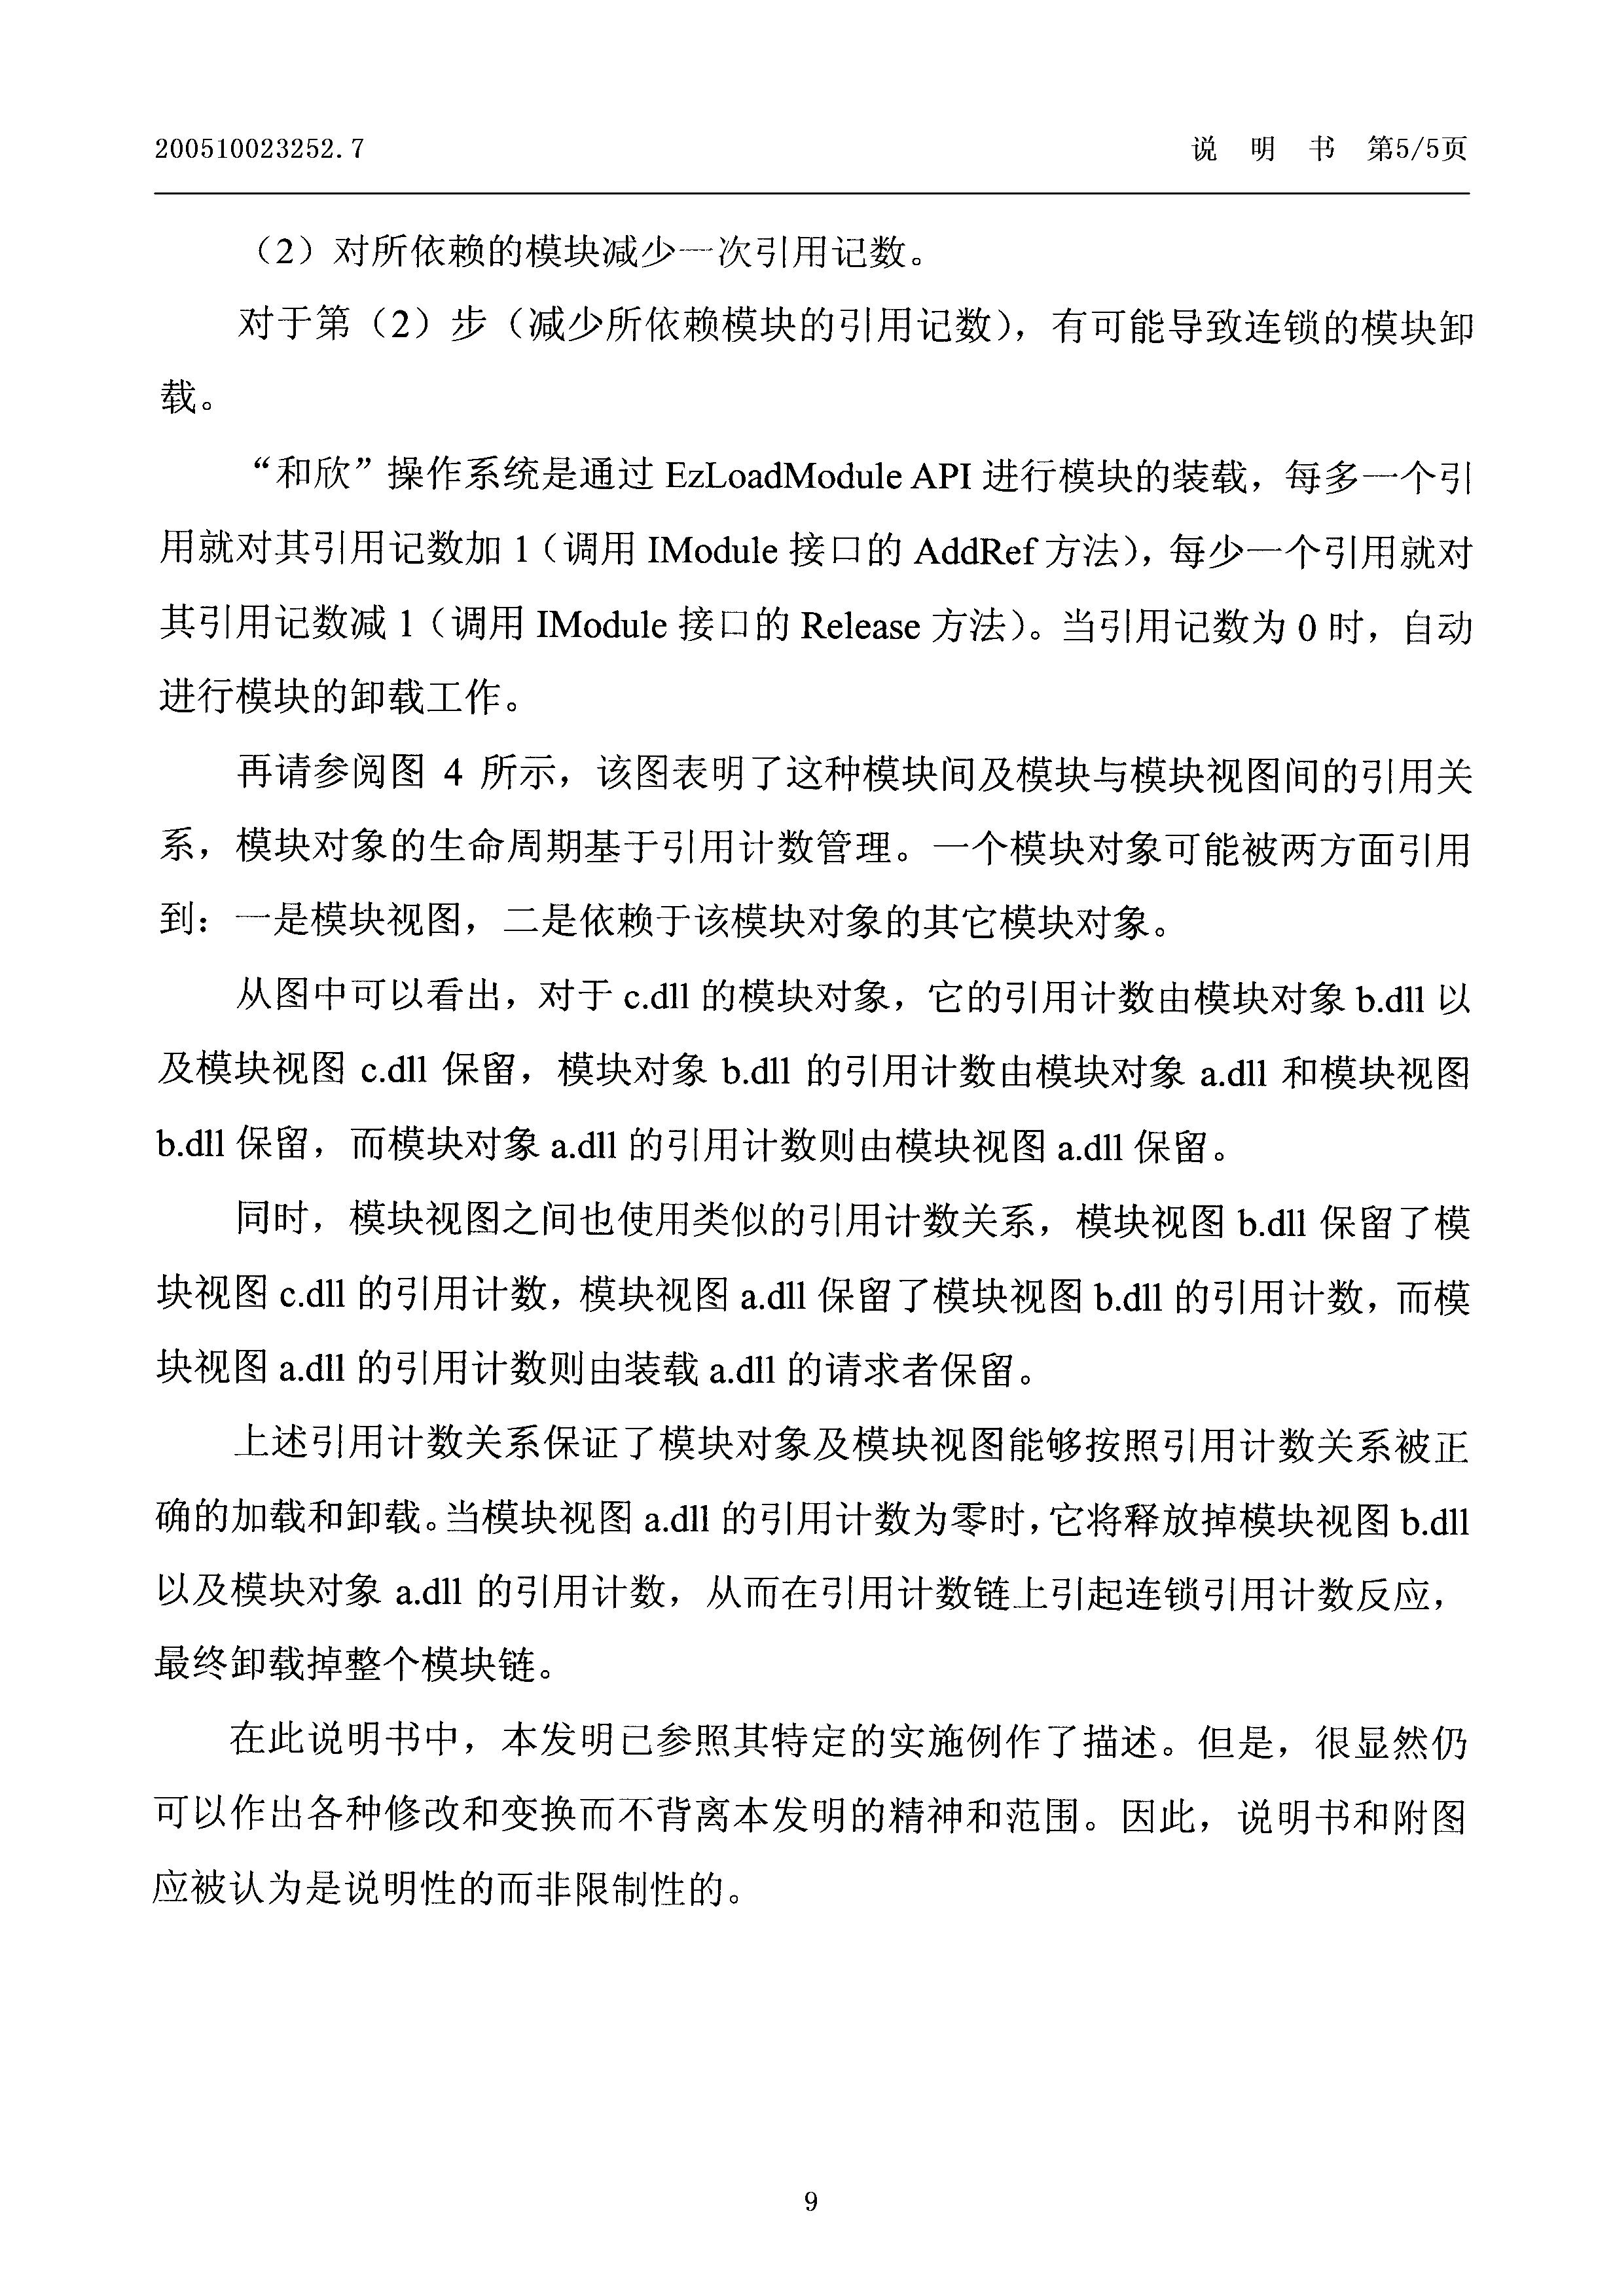 200510023252.7
说 明 书 第5/5页
（2）对所依赖的模块减少一次引用记数。
对于第（2）步（减少所依赖模块的引用记数），有可能导致连锁的模块卸
载。
“和欣”操作系统是通过 EzLoadModule API 进行模块的装载，每多一个引
用就对其引用记数加 1（调用 IModule 接口的 AddRef 方法），每少一个引用就对
其引用记数减 1（调用 IModule 接口的 Release 方法）。当引用记数为 0 时，自动
进行模块的卸载工作。
再请参阅图 4 所示，该图表明了这种模块间及模块与模块视图间的引用关
系，模块对象的生命周期基于引用计数管理。一个模块对象可能被两方面引用
到：一是模块视图，二是依赖于该模块对象的其它模块对象。
从图中可以看出，对于 c.dll 的模块对象，它的引用计数由模块对象 b.dll 以
及模块视图 c.dll 保留，模块对象 b.dll 的引用计数由模块对象 a.dll 和模块视图
b.dll 保留，而模块对象 a.dll 的引用计数则由模块视图 a.dll 保留。
同时，模块视图之间也使用类似的引用计数关系，模块视图 b.dll 保留了模
块视图 c.dll 的引用计数，模块视图 a.dll 保留了模块视图 b.dll 的引用计数，而模
块视图 a.dll 的引用计数则由装载 a.dll 的请求者保留。
上述引用计数关系保证了模块对象及模块视图能够按照引用计数关系被正
确的加载和卸载。当模块视图 a.dll 的引用计数为零时，它将释放掉模块视图 b.dll
以及模块对象 a.dll 的引用计数，从而在引用计数链上引起连锁引用计数反应，
最终卸载掉整个模块链。
在此说明书中，本发明已参照其特定的实施例作了描述。但是，很显然仍
可以作出各种修改和变换而不背离本发明的精神和范围。因此，说明书和附图
应被认为是说明性的而非限制性的。
9